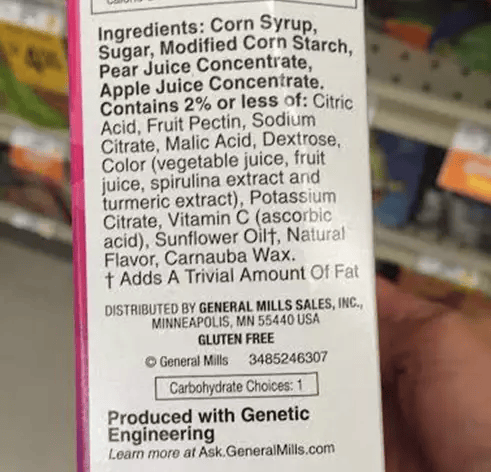 Ingredients: Corn Syrup,
Sugar, Modified Corn Starch,
Pear Juice Concentrate,
Apple Juice Concentrate.
Contains 2% or less of: Citric
Acid, Fruit Pectin, Sodium
Citrate, Malic Acid, Dextrose,
Color (vegetable juice, fruit
juice, spirulina extract and
turmeric extract), Potassium
Citrate, Vitamin C (ascorbic
acid), Sunflower Oil†, Natural
Flavor, Carnauba Wax.
† Adds A Trivial Amount Of Fat
DISTRIBUTED BY GENERAL MILLS SALES, INC.,
MINNEAPOLIS, MN 55440 USA
GLUTEN FREE
© General Mills 3485246307
Carbohydrate Choices: 1
Produced with Genetic
Engineering
Learn more at Ask.GeneralMills.com